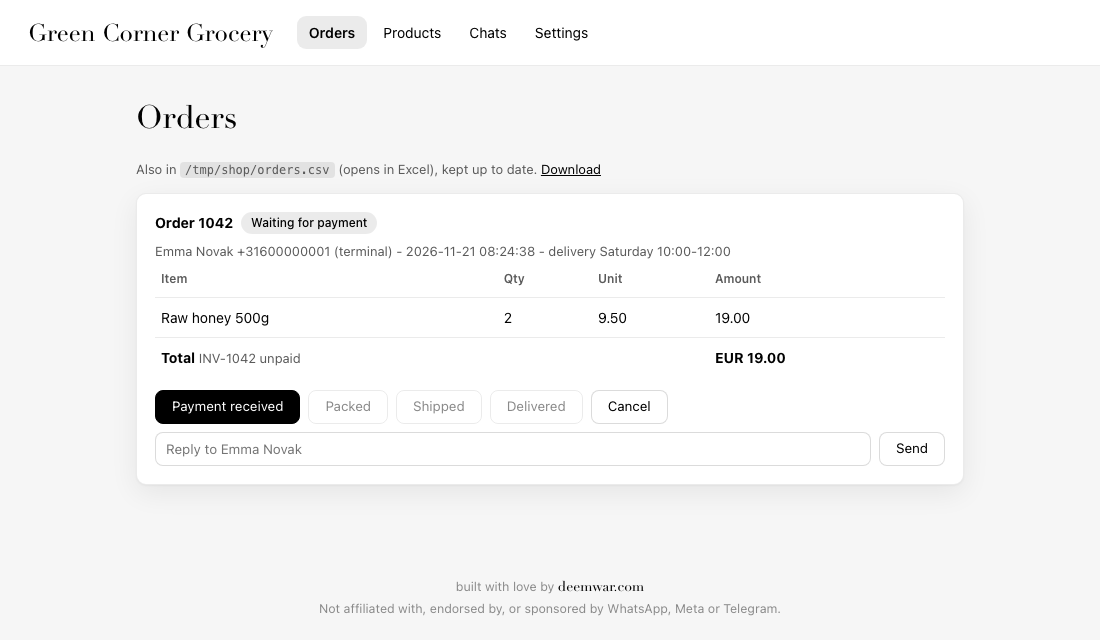 Green Corner Grocery Orders Products Chats Settings
Orders
Also in /tmp/shop/orders.csv (opens in Excel), kept up to date. Download
Order 1042 Waiting for payment
Emma Novak +31600000001 (terminal) - 2026-11-21 08:24:38 - delivery Saturday 10:00-12:00
Item Qty Unit Amount
Raw honey 500g 2 9.50 19.00
Total INV-1042 unpaid EUR 19.00
Payment received Packed Shipped Delivered Cancel
Reply to Emma Novak Send
built with love by deemwar.com
Not affiliated with, endorsed by, or sponsored by WhatsApp, Meta or Telegram.